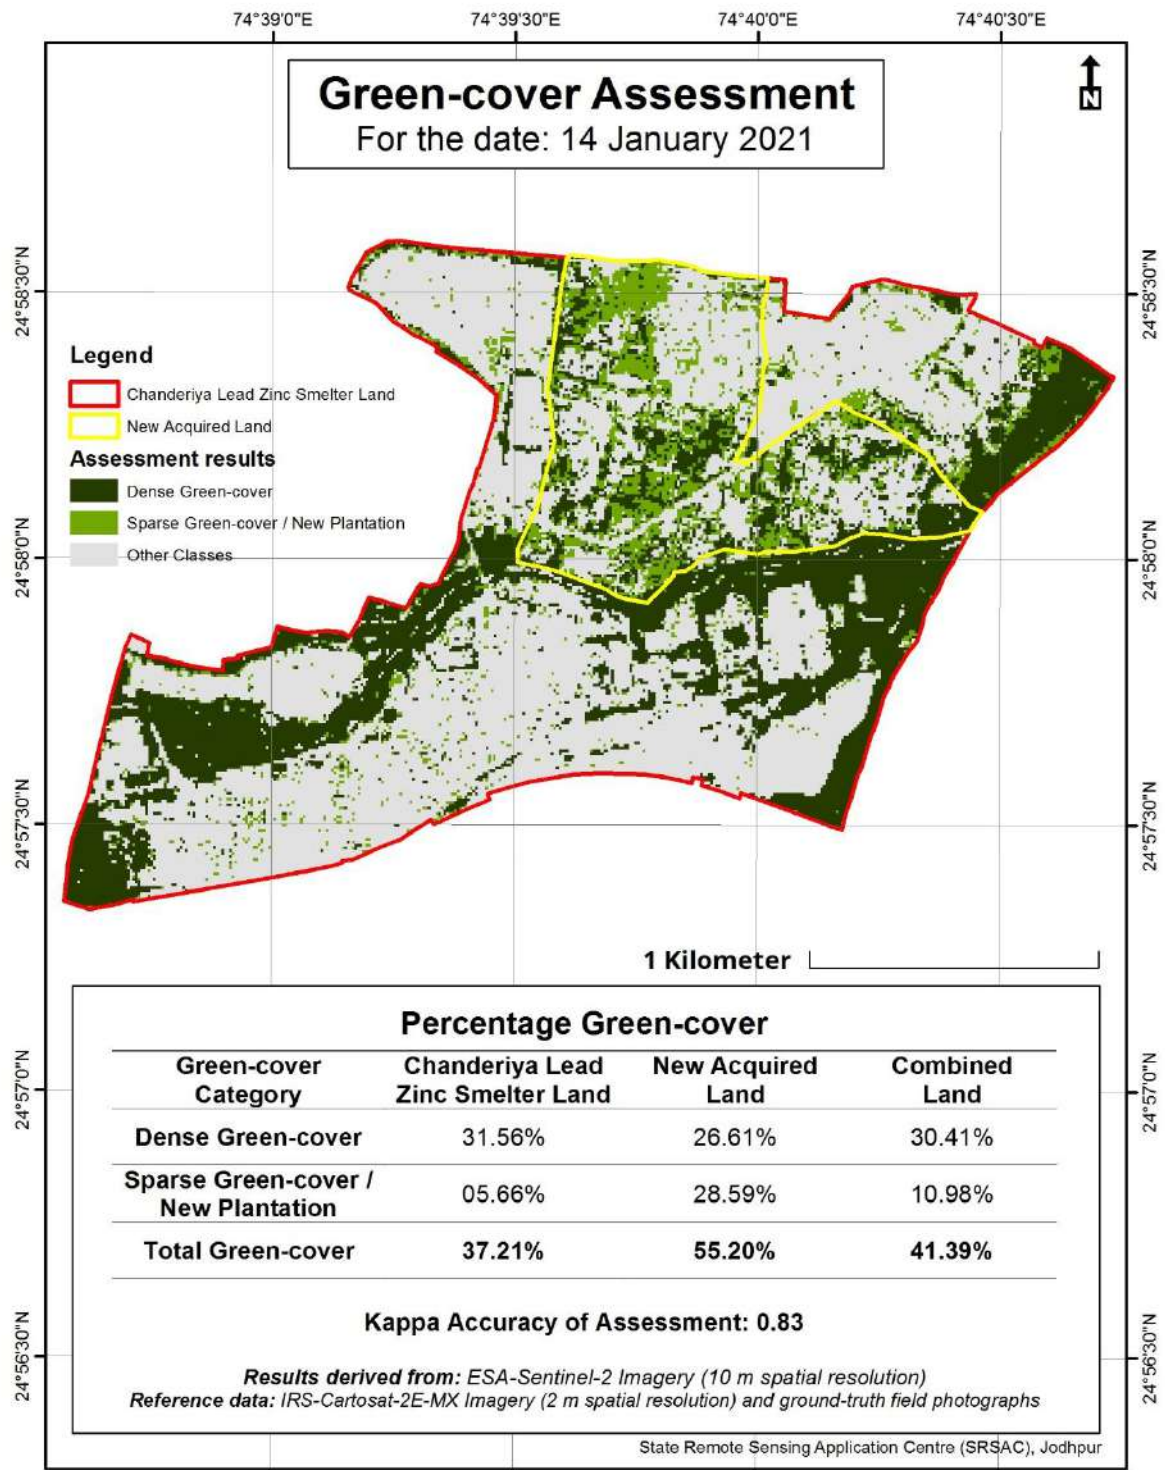 74°39'0"E 74°39'30"E 74°40'0"E 74°40'30"E
Green-cover Assessment
For the date: 14 January 2021
N
24°58'30"N 24°58'30"N
Legend
Chanderiya Lead Zinc Smelter Land
New Acquired Land
Assessment results
Dense Green-cover
Sparse Green-cover / New Plantation
Other Classes
24°58'0"N 24°58'0"N
24°57'30"N 24°57'30"N
1 Kilometer
Percentage Green-cover
Green-cover Chanderiya Lead New Acquired Combined
Category Zinc Smelter Land Land Land
24°57'0"N 24°57'0"N
Dense Green-cover 31.56% 26.61% 30.41%
Sparse Green-cover /
New Plantation 05.66% 28.59% 10.98%
Total Green-cover 37.21% 55.20% 41.39%
Kappa Accuracy of Assessment: 0.83
24°56'30"N 24°56'30"N
Results derived from: ESA-Sentinel-2 Imagery (10 m spatial resolution)
Reference data: IRS-Cartosat-2E-MX Imagery (2 m spatial resolution) and ground-truth field photographs
State Remote Sensing Application Centre (SRSAC), Jodhpur